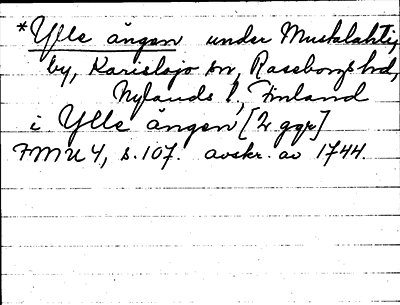 *Ylle ängen under Muskalahti
by, Karislojo sn, Raseborgs hd,
Nylands l, Finland
i Ylle ängen [2 ggr]
FMU 4, s. 107. avskr. av 1744.